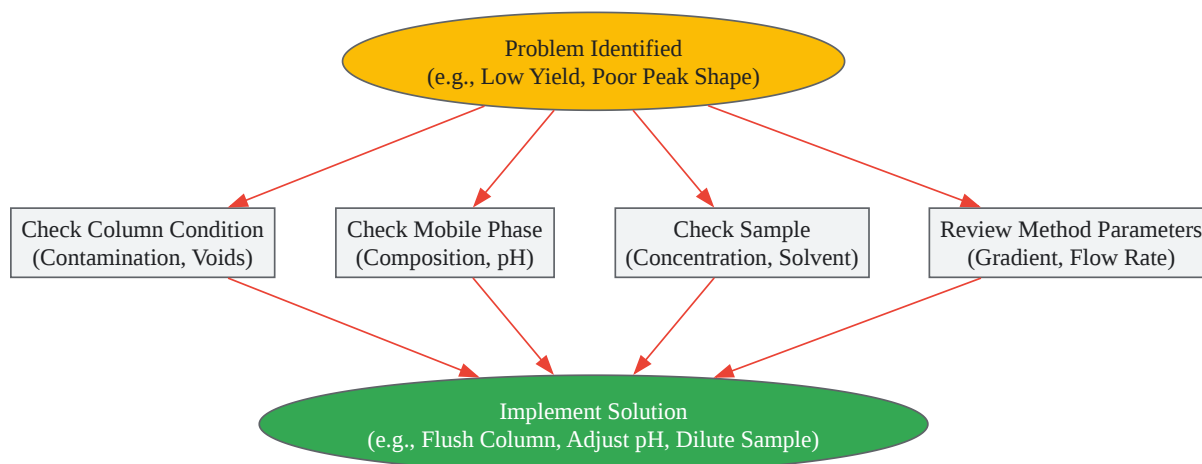 Problem Identified
(e.g., Low Yield, Poor Peak Shape)
Check Column Condition
(Contamination, Voids)
Check Mobile Phase
(Composition, pH)
Check Sample
(Concentration, Solvent)
Review Method Parameters
(Gradient, Flow Rate)
Implement Solution
(e.g., Flush Column, Adjust pH, Dilute Sample)